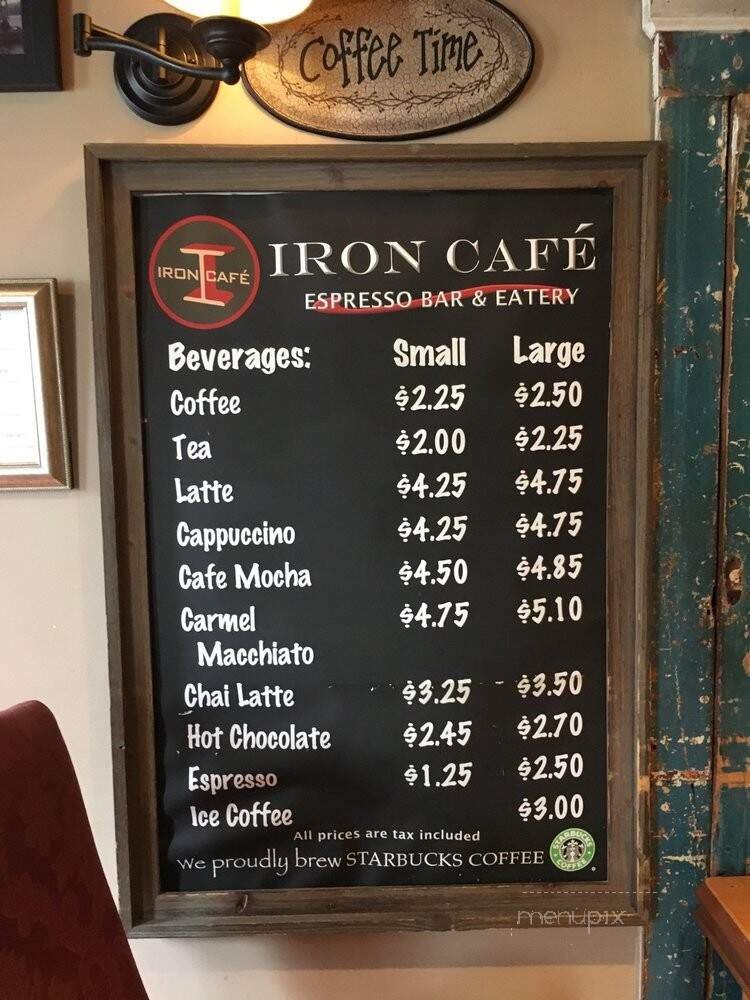 Coffee Time
IRON CAFÉ
IRON CAFÉ
ESPRESSO BAR & EATERY
Beverages: Small Large
Coffee $2.25 $2.50
Tea $2.00 $2.25
Latte $4.25 $4.75
Cappuccino $4.25 $4.75
Cafe Mocha $4.50 $4.85
Carmel $4.75 $5.10
Macchiato
Chai Latte $3.25 $3.50
Hot Chocolate $2.45 $2.70
Espresso $1.25 $2.50
Ice Coffee $3.00
All prices are tax included
we proudly brew STARBUCKS COFFEE
STARBUCKS COFFEE
menupix